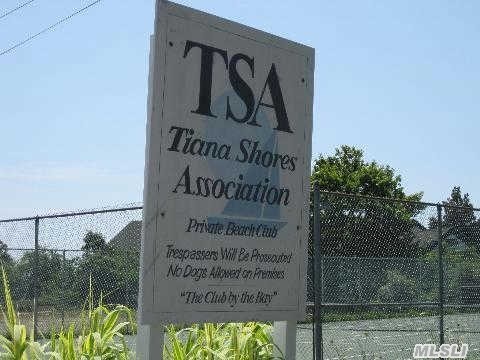 TSA
Tiana Shores
Association
Private Beach Club
Trespassers Will Be Prosecuted
No Dogs Allowed on Premises
"The Club by the Bay"
MLSLI